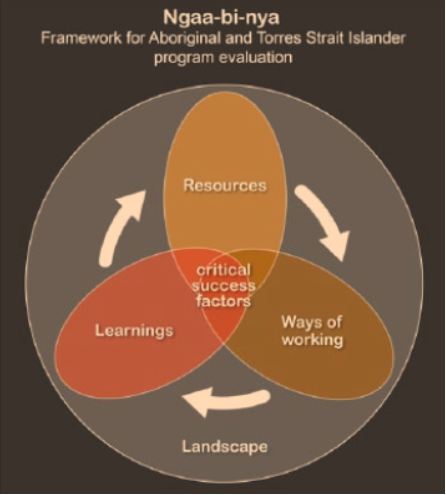 Ngaa-bi-nya
Framework for Aboriginal and Torres Strait Islander
program evaluation
Resources
critical
success
factors
Learnings
Ways of
working
Landscape